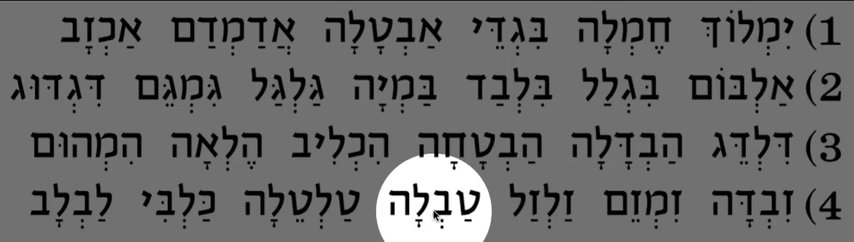 1) יִמְלוֹךְ חֶמְלָה בִּגְדֵי אַבְטָלָה אֲדַמְדַם אַכְזָב
2) אַלְבּוֹם בִּגְלַל בִּלְבַד בַּמְיָה גַּלְגַּל גִּמְגֵּם דִּגְדּוּג
3) דִּלְדֵּג הַבְדָּלָה הַבְטָחָה הִכְלִיב הֶלְאָה הִמְהוּם
4) זִבְדָּה זִמְזֵם זַלְזַל טַבְלָה טַלְטֵלָה כַּלְבִּי לַבְלָב